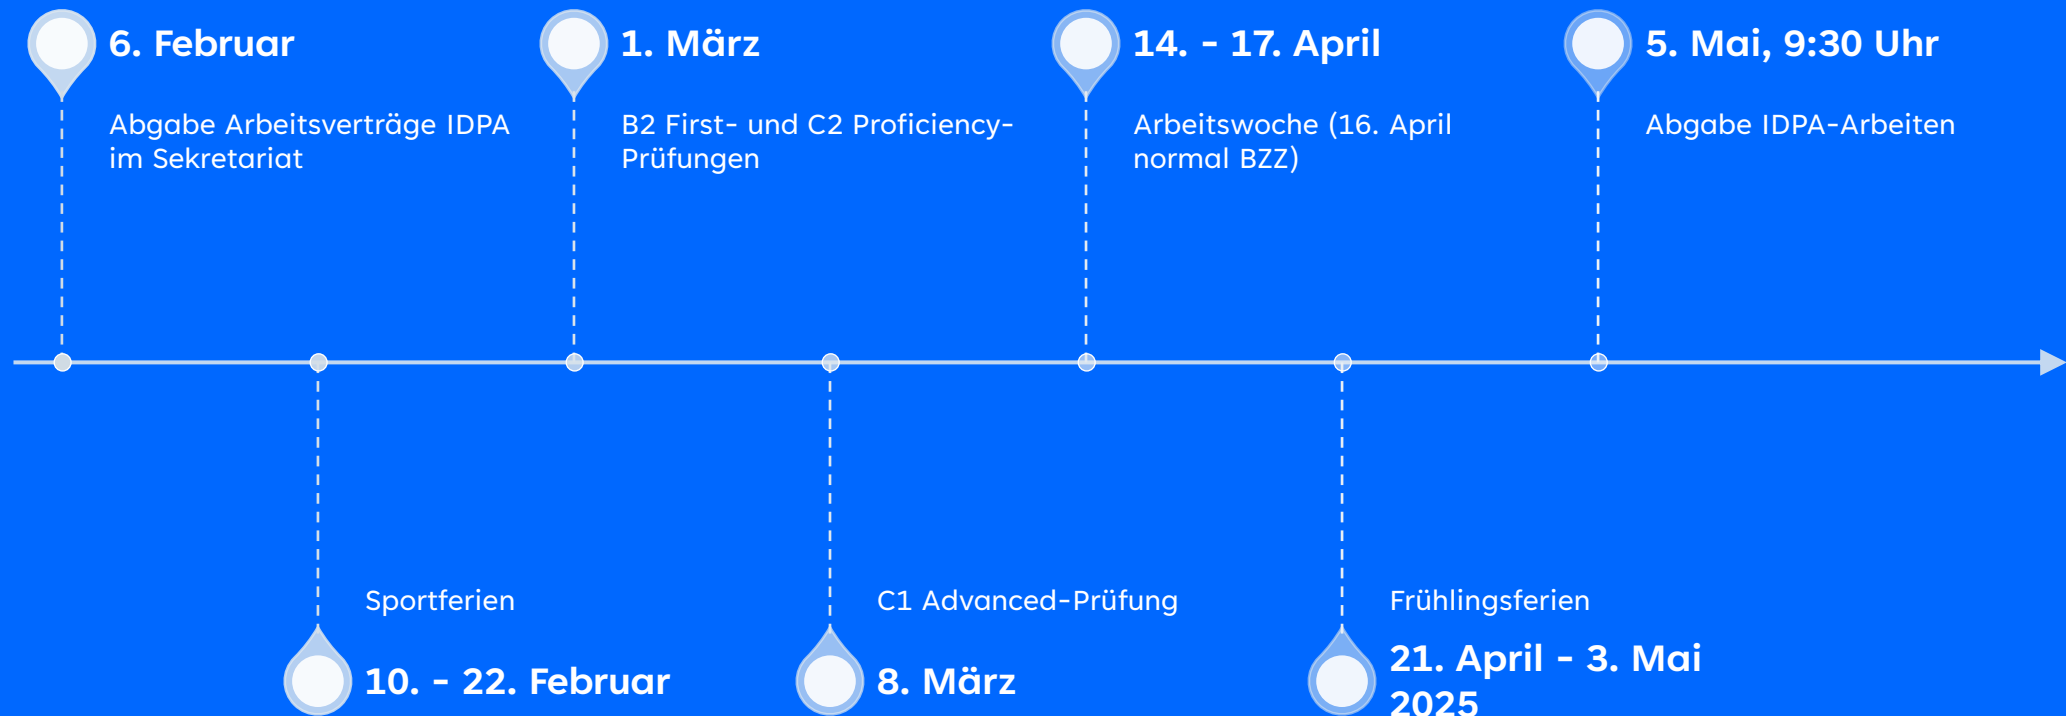 6. Februar
Abgabe Arbeitsverträge IDPA
im Sekretariat
1. März
B2 First- und C2 Proficiency-
Prüfungen
14. - 17. April
Arbeitswoche (16. April
normal BZZ)
5. Mai, 9:30 Uhr
Abgabe IDPA-Arbeiten
Sportferien
10. - 22. Februar
C1 Advanced-Prüfung
8. März
Frühlingsferien
21. April - 3. Mai
2025